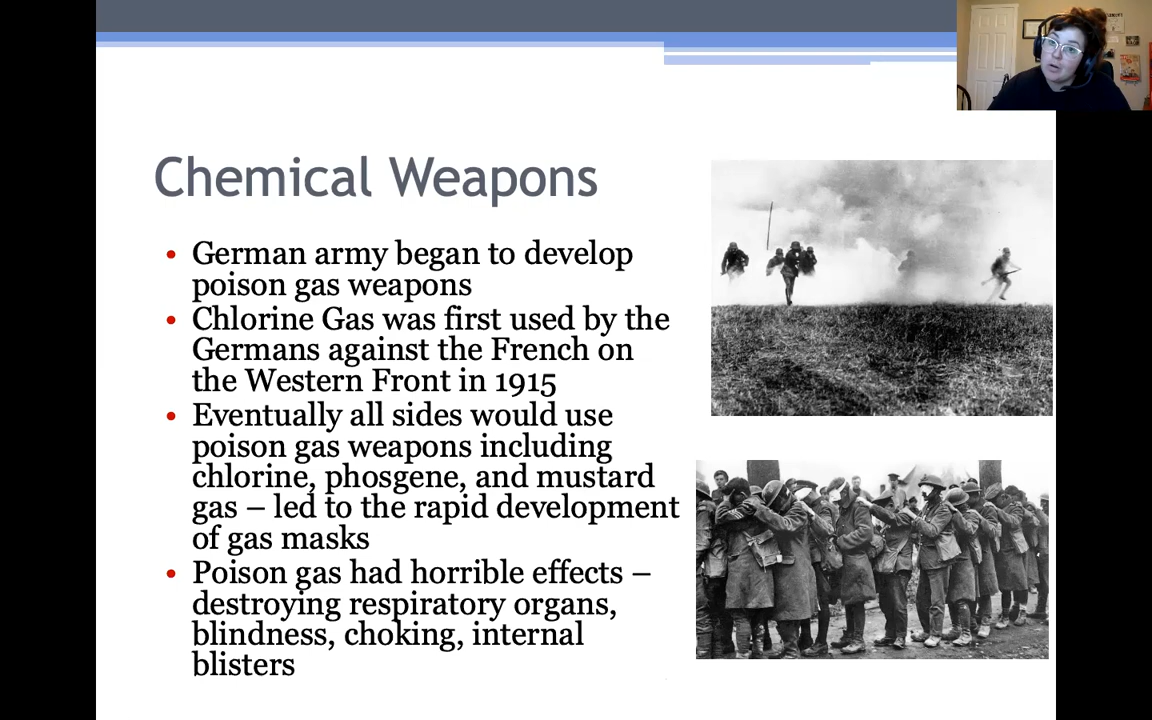 Chemical Weapons
• German army began to develop
poison gas weapons
• Chlorine Gas was first used by the
Germans against the French on
the Western Front in 1915
• Eventually all sides would use
poison gas weapons including
chlorine, phosgene, and mustard
gas – led to the rapid development
of gas masks
• Poison gas had horrible effects –
destroying respiratory organs,
blindness, choking, internal
blisters